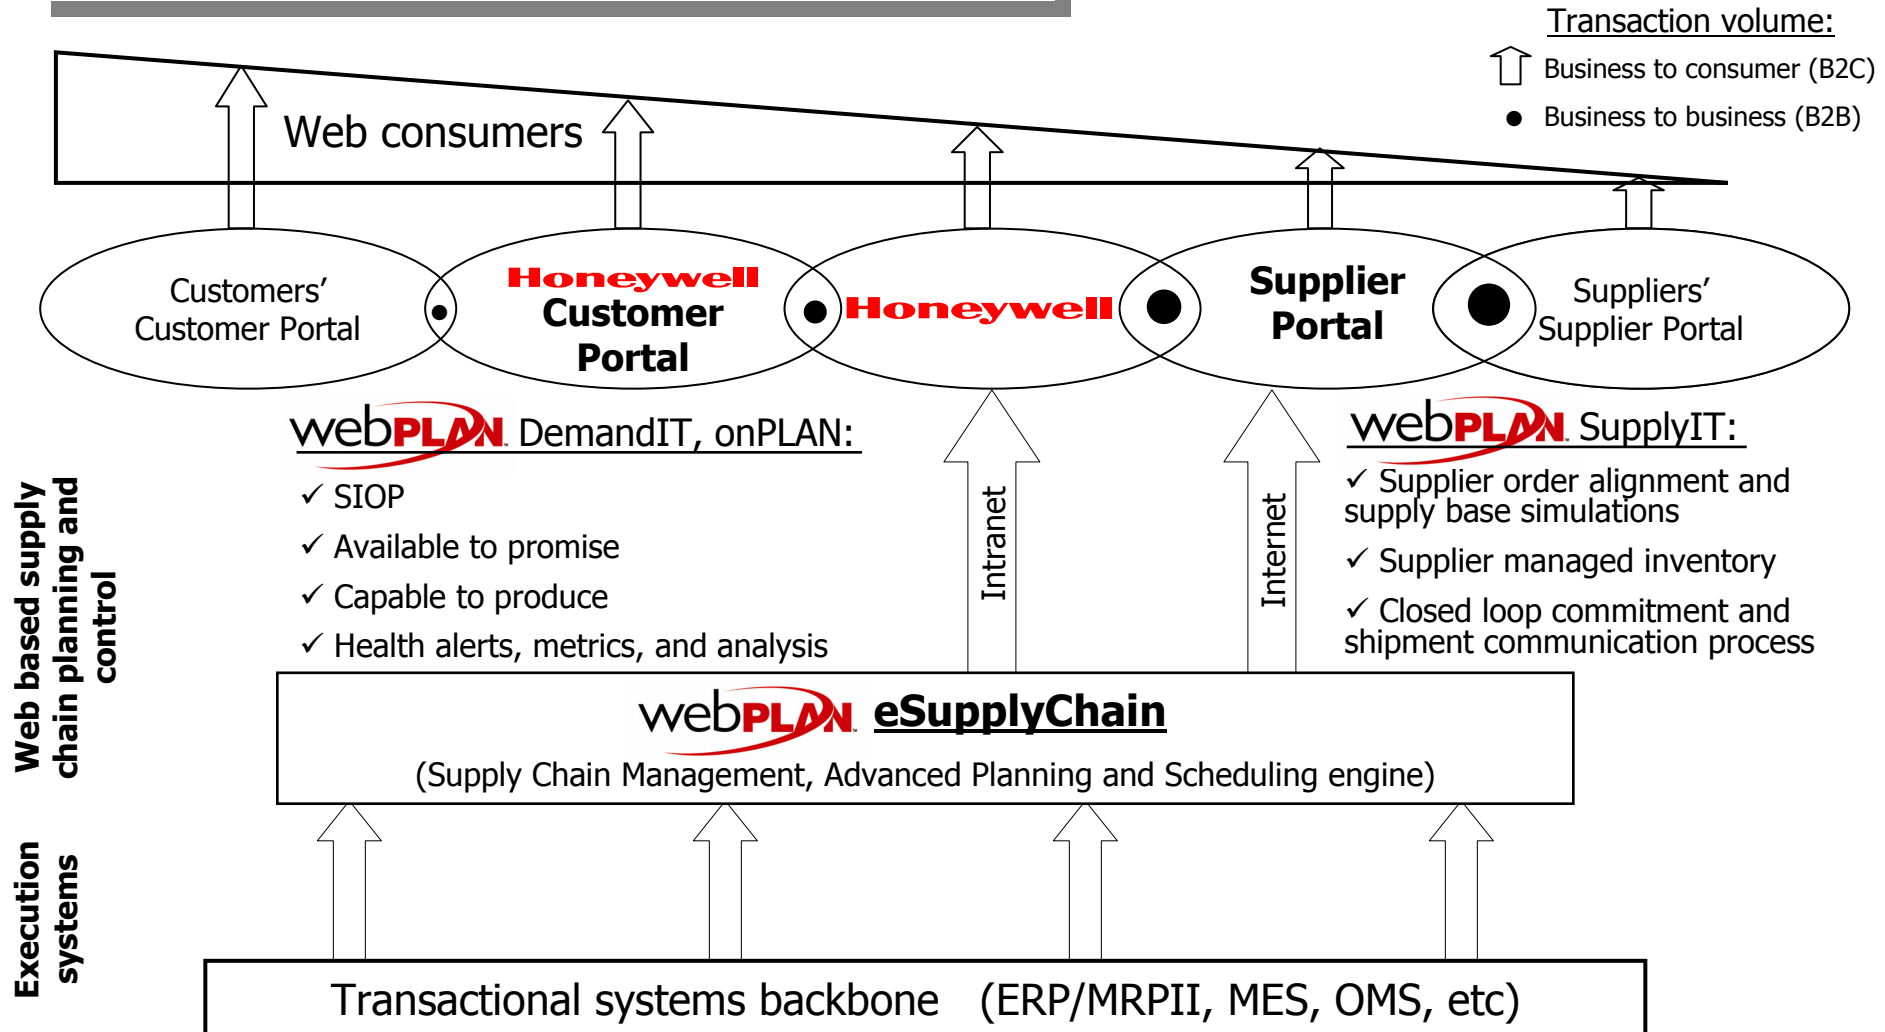 Transaction volume:
Business to consumer (B2C)
Business to business (B2B)
Web consumers
Customers’
Customer Portal
Honeywell
Customer
Portal
Honeywell
Supplier
Portal
Suppliers’
Supplier Portal
webPLAN™ DemandIT, onPLAN:
✓ SIOP
✓ Available to promise
✓ Capable to produce
✓ Health alerts, metrics, and analysis
Intranet
Internet
webPLAN™ SupplyIT:
✓ Supplier order alignment and
supply base simulations
✓ Supplier managed inventory
✓ Closed loop commitment and
shipment communication process
Web based supply
chain planning and
control
webPLAN™ eSupplyChain
(Supply Chain Management, Advanced Planning and Scheduling engine)
Execution
systems
Transactional systems backbone (ERP/MRPII, MES, OMS, etc)